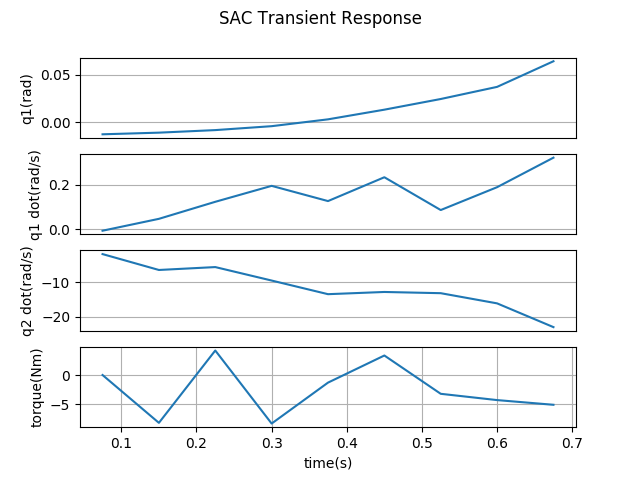 SAC Transient Response
q1(rad)
0.05
0.00
q1 dot(rad/s)
0.2
0.0
q2 dot(rad/s)
−10
−20
torque(Nm)
0
−5
0.1 0.2 0.3 0.4 0.5 0.6 0.7
time(s)